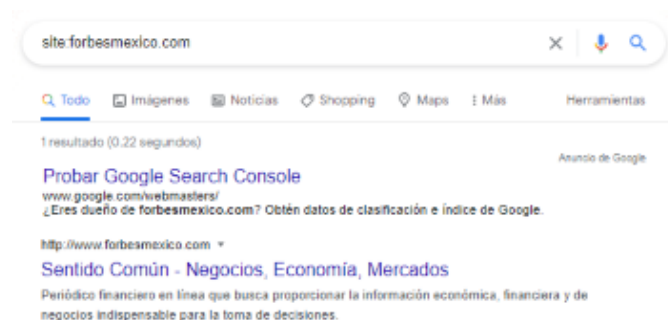 site:forbesmexico.com
Todo Imágenes Noticias Shopping Maps Más Herramientas
1 resultado (0.22 segundos)
Anuncio de Google
Probar Google Search Console
www.google.com/webmasters/
¿Eres dueño de forbesmexico.com? Obtén datos de clasificación e índice de Google.
http://www.forbesmexico.com
Sentido Común - Negocios, Economía, Mercados
Periódico financiero en línea que busca proporcionar la información económica, financiera y de
negocios indispensable para la toma de decisiones.